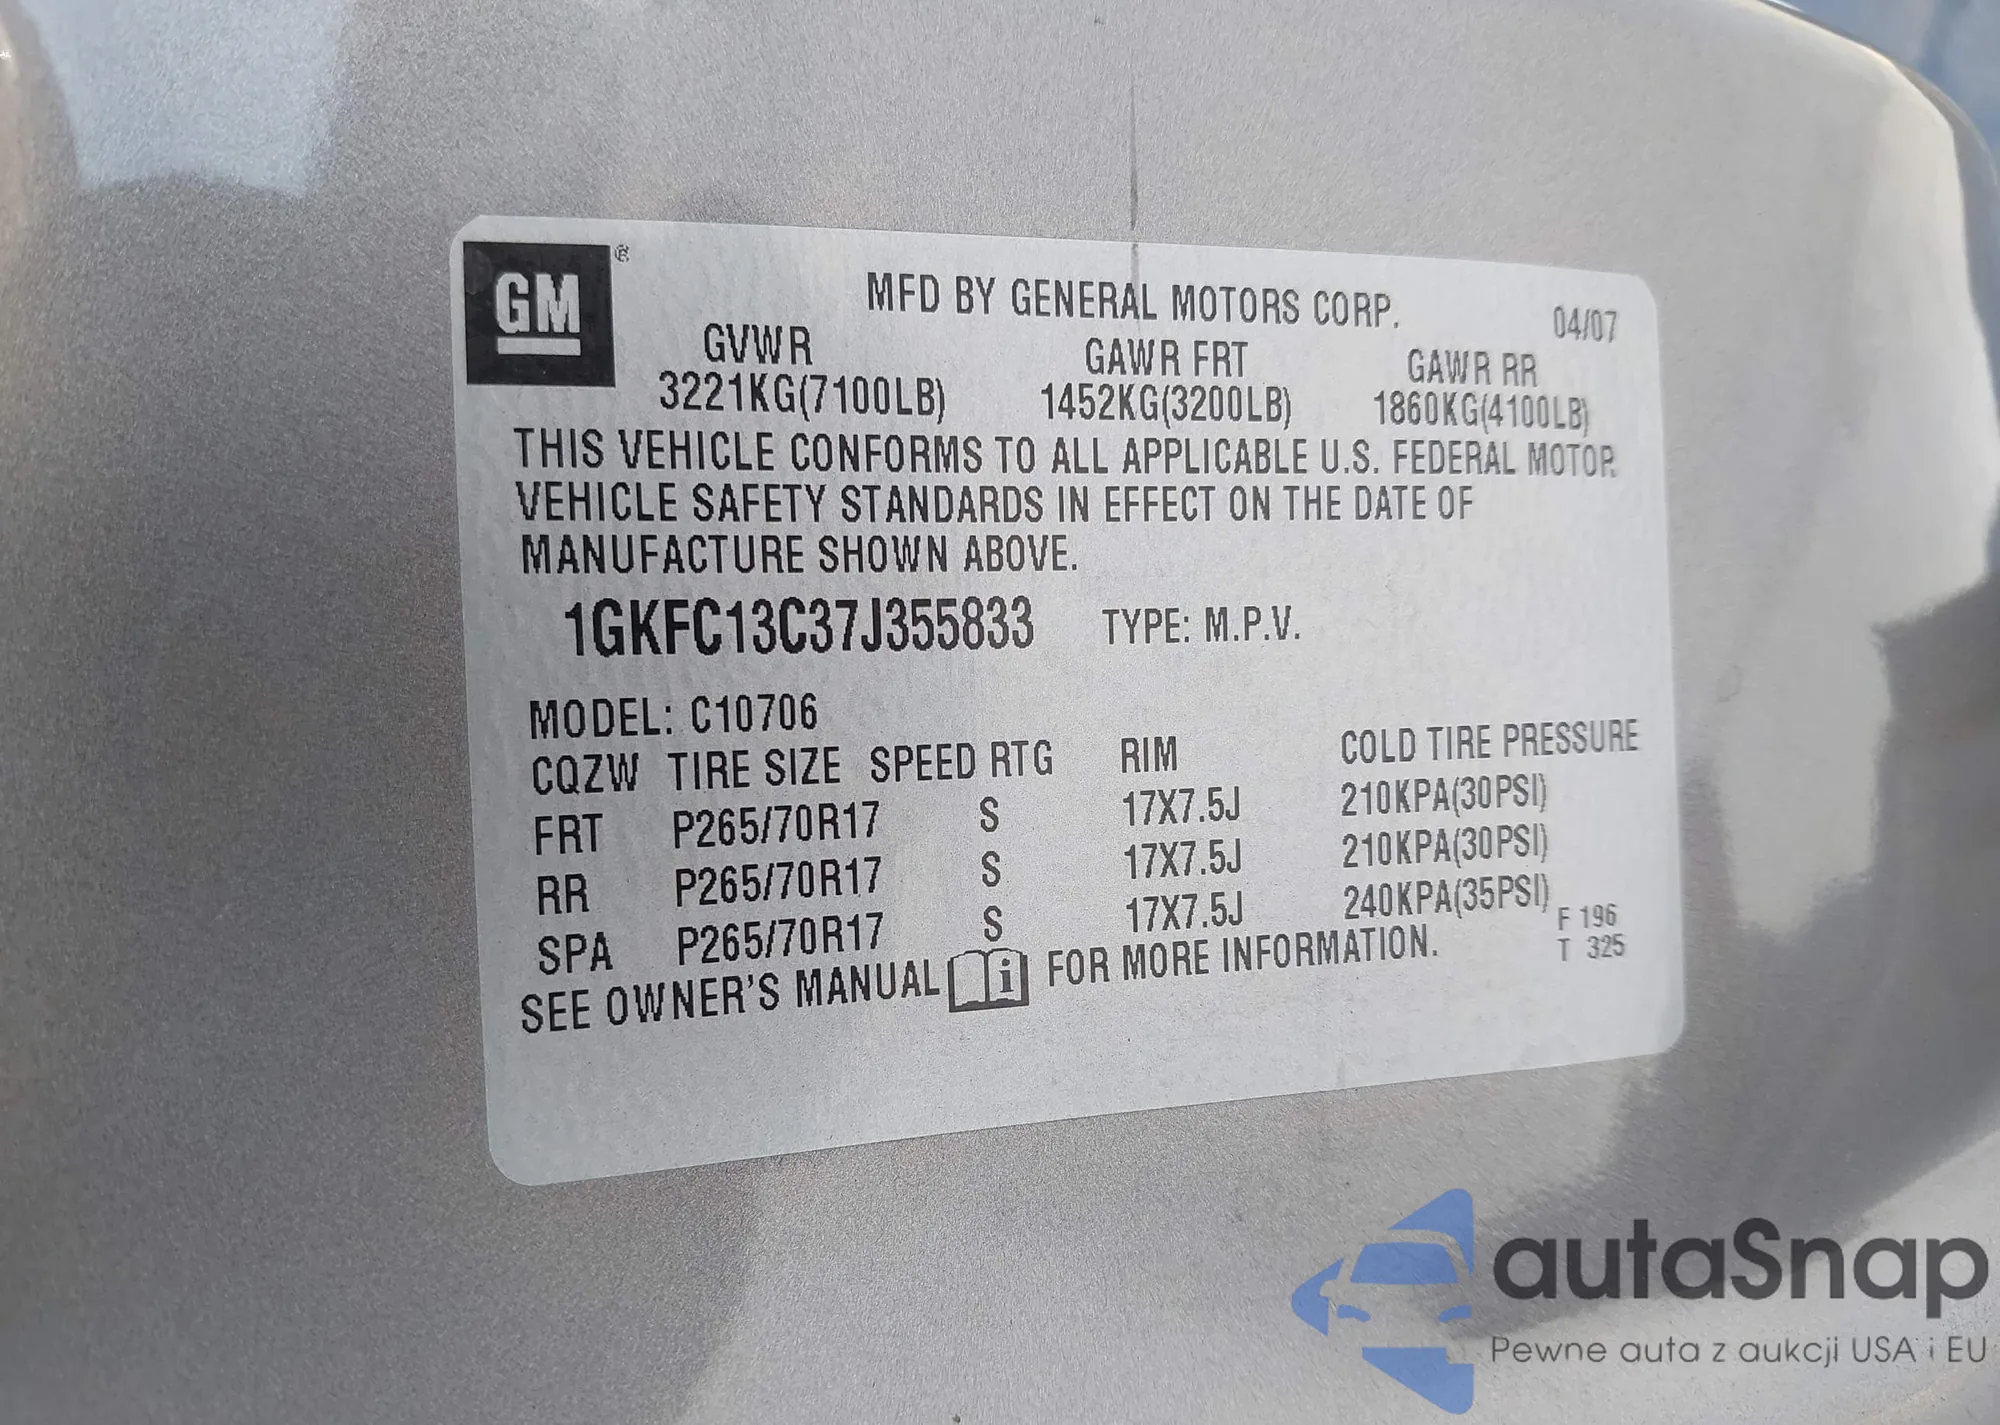 GM ®
MFD BY GENERAL MOTORS CORP. 04/07
GVWR GAWR FRT GAWR RR
3221KG(7100LB) 1452KG(3200LB) 1860KG(4100LB)
THIS VEHICLE CONFORMS TO ALL APPLICABLE U.S. FEDERAL MOTOR
VEHICLE SAFETY STANDARDS IN EFFECT ON THE DATE OF
MANUFACTURE SHOWN ABOVE.
1GKFC13C37J355833 TYPE: M.P.V.
MODEL: C10706
CQZW TIRE SIZE SPEED RTG RIM COLD TIRE PRESSURE
FRT P265/70R17 S 17X7.5J 210KPA(30PSI)
RR P265/70R17 S 17X7.5J 210KPA(30PSI)
SPA P265/70R17 S 17X7.5J 240KPA(35PSI)
F 196
T 325
SEE OWNER'S MANUAL i FOR MORE INFORMATION.
autaSnap
Pewne auta z aukcji USA i EU